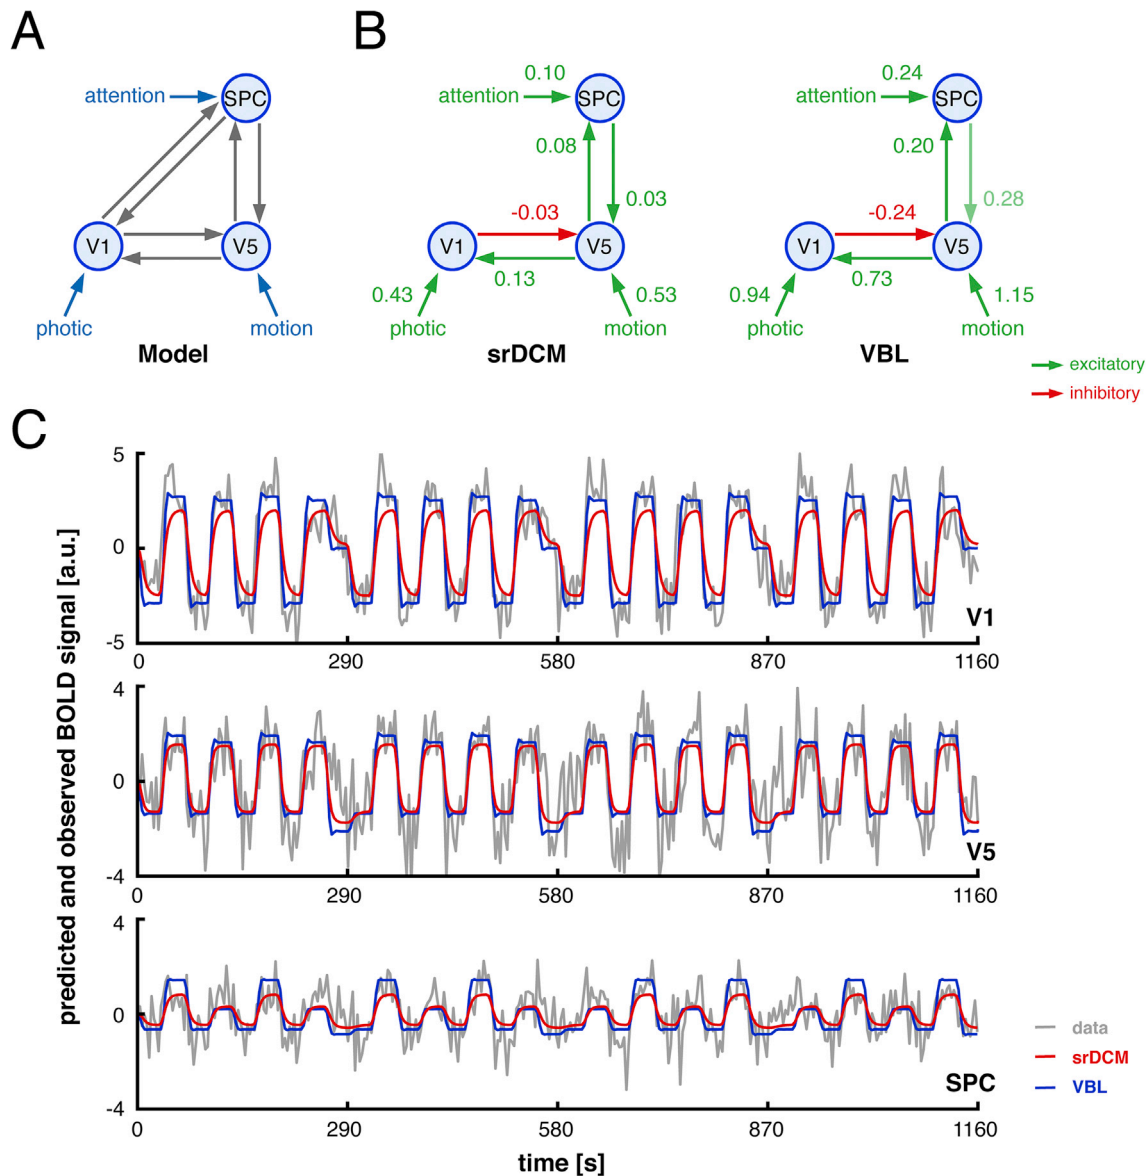 A
B
attention
SPC
V1
V5
photic
motion
Model
0.10
attention
SPC
0.08
0.03
-0.03
V1
V5
0.13
0.43
0.53
photic
motion
srDCM
0.24
attention
SPC
0.20
0.28
-0.24
V1
V5
0.73
0.94
1.15
photic
motion
VBL
excitatory
inhibitory
C
predicted and observed BOLD signal [a.u.]
5
0
-5
V1
0 290 580 870 1160
4
0
-4
V5
0 290 580 870 1160
4
0
-4
SPC
0 290 580 870 1160
time [s]
data
srDCM
VBL